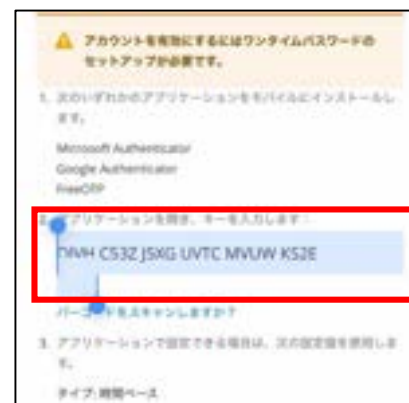 アカウントを有効にするにはワンタイムパスワードの
セットアップが必要です。
1. 次のいずれかのアプリケーションをモバイルにインストールし
ます。
Microsoft Authenticator
Google Authenticator
FreeOTP
2. アプリケーションを開き、キーを入力します：
C53Z JSXG UVTC MVUW KS2E
バーコードをスキャンしますか？
3. アプリケーションで設定できる場合は、次の設定値を使用しま
す。
タイプ: 時間ベース